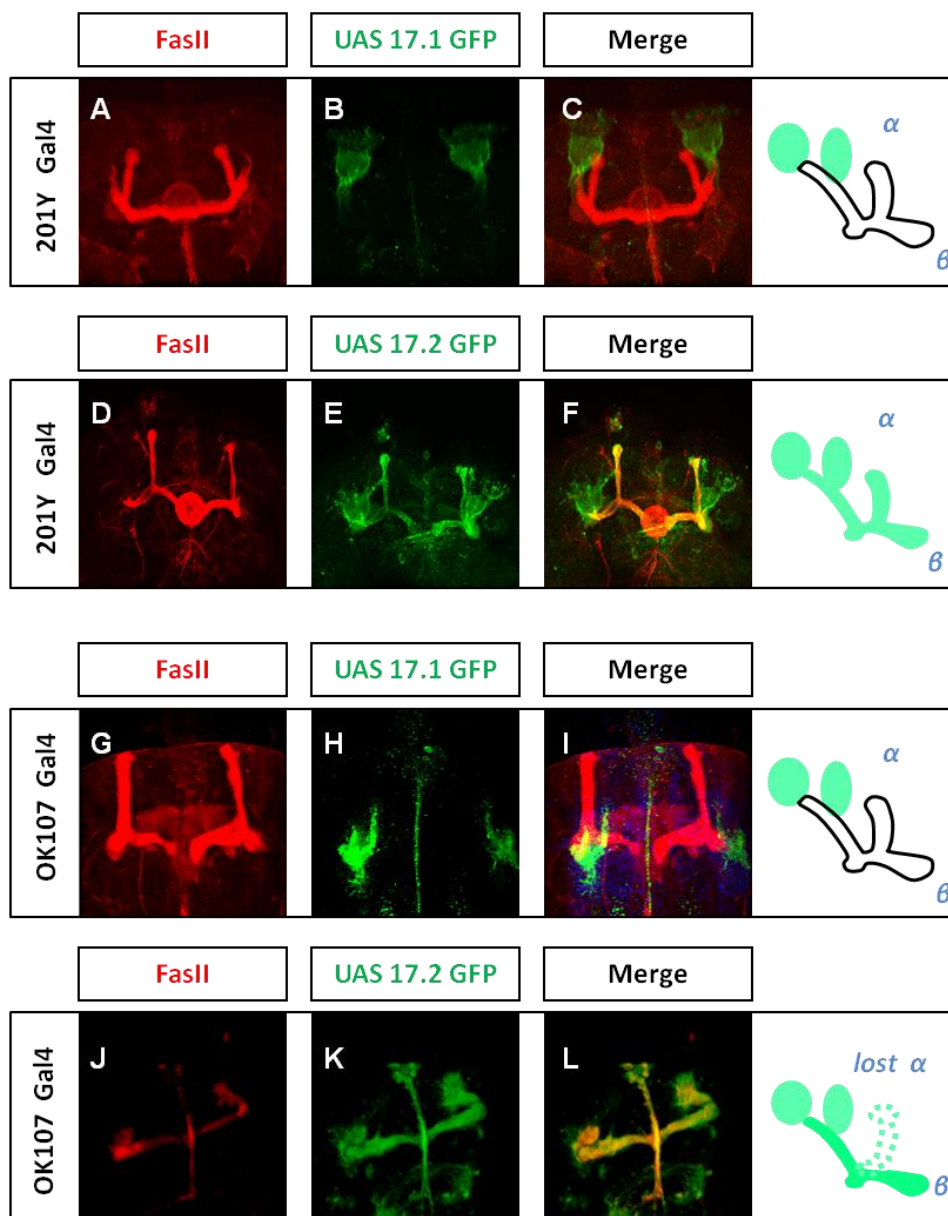 FasII UAS 17.1 GFP Merge
201Y Gal4 A B C α
β
FasII UAS 17.2 GFP Merge
201Y Gal4 D E F α
β
FasII UAS 17.1 GFP Merge
OK107 Gal4 G H I α
β
FasII UAS 17.2 GFP Merge
OK107 Gal4 J K L lost α
β